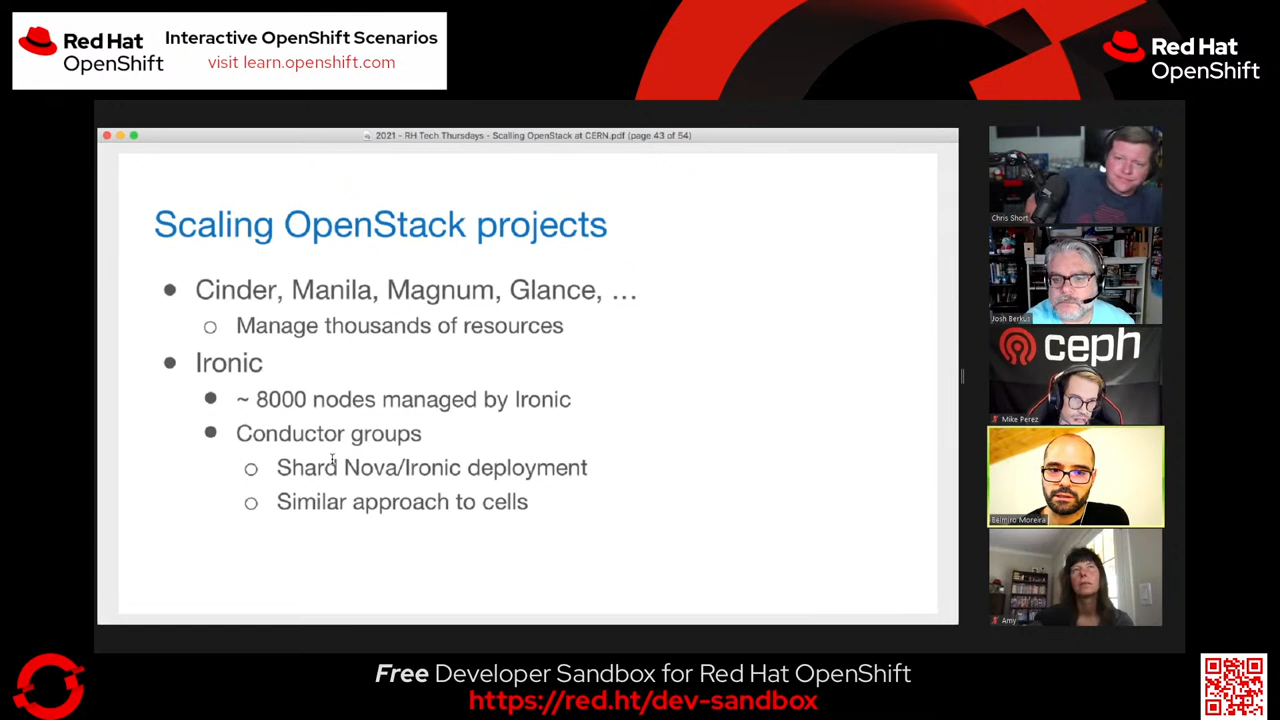 Red Hat
OpenShift
Interactive OpenShift Scenarios
visit learn.openshift.com
Red Hat
OpenShift
2021 - RH Tech Thursdays - Scaling OpenStack at CERN.pdf (page 43 of 54)
Scaling OpenStack projects
● Cinder, Manila, Magnum, Glance, …
○ Manage thousands of resources
● Ironic
● ~ 8000 nodes managed by Ironic
● Conductor groups
○ Shard Nova/Ironic deployment
○ Similar approach to cells
Chris Short
Josh Berkus
ceph
Mike Perez
Belmiro Moreira
Amy
Free Developer Sandbox for Red Hat OpenShift
https://red.ht/dev-sandbox